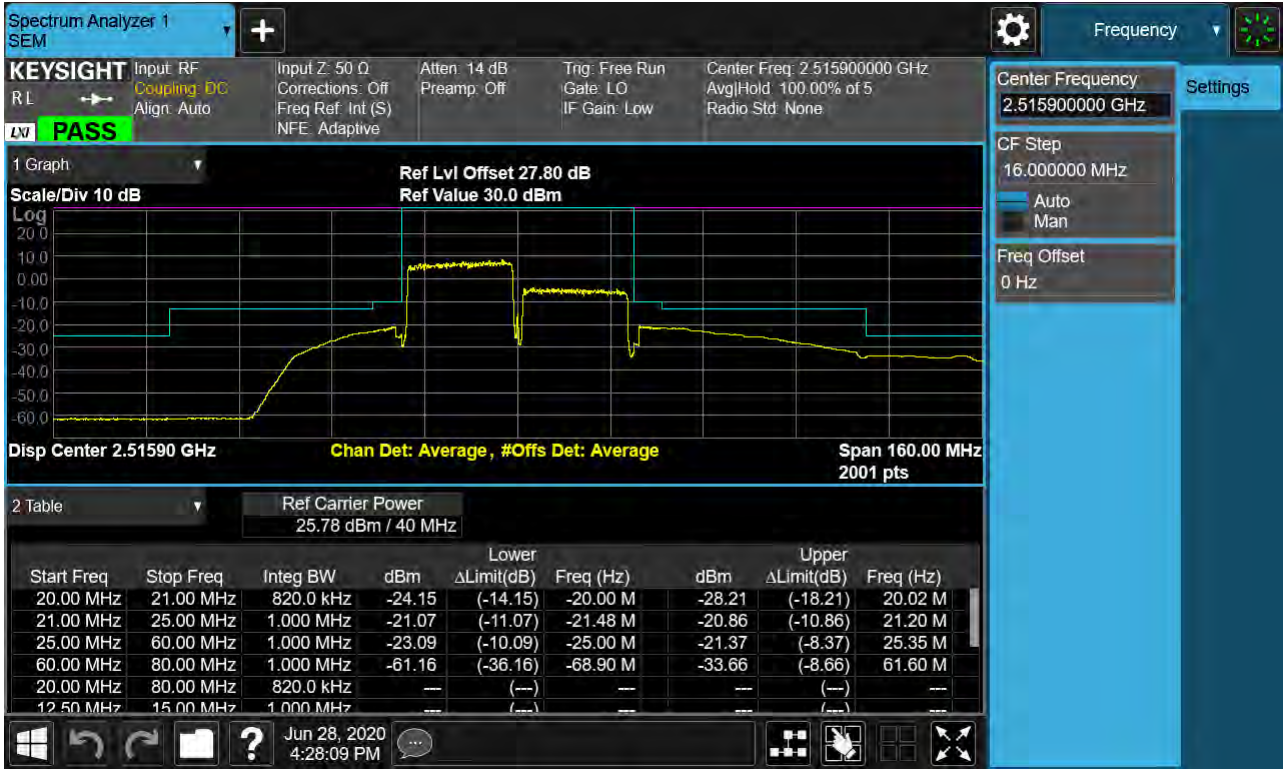 Spectrum Analyzer 1
SEM
Frequency
KEYSIGHT
R L
LXI
PASS
Input: RF
Coupling: DC
Align: Auto
Input Z: 50 Ω
Corrections: Off
Freq Ref: Int (S)
NFE: Adaptive
Atten: 14 dB
Preamp: Off
Trig: Free Run
Gate: LO
IF Gain: Low
Center Freq: 2.515900000 GHz
Avg|Hold: 100.00% of 5
Radio Std: None
Center Frequency
2.515900000 GHz
Settings
CF Step
16.000000 MHz
Auto
Man
Freq Offset
0 Hz
1 Graph
Ref Lvl Offset 27.80 dB
Scale/Div 10 dB
Ref Value 30.0 dBm
Log
20.0
10.0
0.00
-10.0
-20.0
-30.0
-40.0
-50.0
-60.0
Disp Center 2.51590 GHz
Chan Det: Average, #Offs Det: Average
Span 160.00 MHz
2001 pts
2 Table
Ref Carrier Power
25.78 dBm / 40 MHz
Lower Upper
Start Freq Stop Freq Integ BW dBm ΔLimit(dB) Freq (Hz) dBm ΔLimit(dB) Freq (Hz)
20.00 MHz 21.00 MHz 820.0 kHz -24.15 (-14.15) -20.00 M -28.21 (-18.21) 20.02 M
21.00 MHz 25.00 MHz 1.000 MHz -21.07 (-11.07) -21.48 M -20.86 (-10.86) 21.20 M
25.00 MHz 60.00 MHz 1.000 MHz -23.09 (-10.09) -25.00 M -21.37 (-8.37) 25.35 M
60.00 MHz 80.00 MHz 1.000 MHz -61.16 (-36.16) -68.90 M -33.66 (-8.66) 61.60 M
20.00 MHz 80.00 MHz 820.0 kHz --- (---) --- --- (---) ---
12.50 MHz 15.00 MHz 1.000 MHz --- (---) --- --- (---) ---
Jun 28, 2020
4:28:09 PM